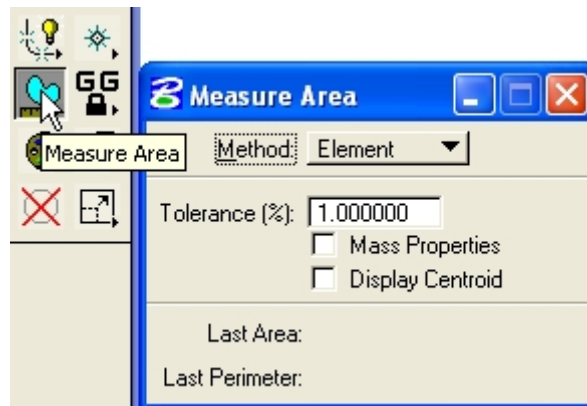 GG
Measure Area
Measure Area
Method: Element
Tolerance (%): 1.000000
Mass Properties
Display Centroid
Last Area:
Last Perimeter: